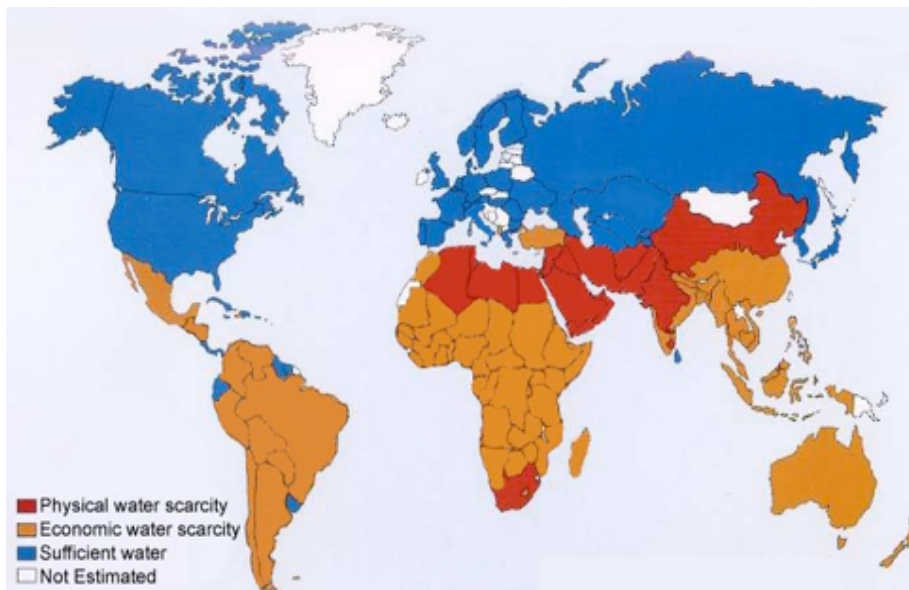 Physical water scarcity
Economic water scarcity
Sufficient water
Not Estimated